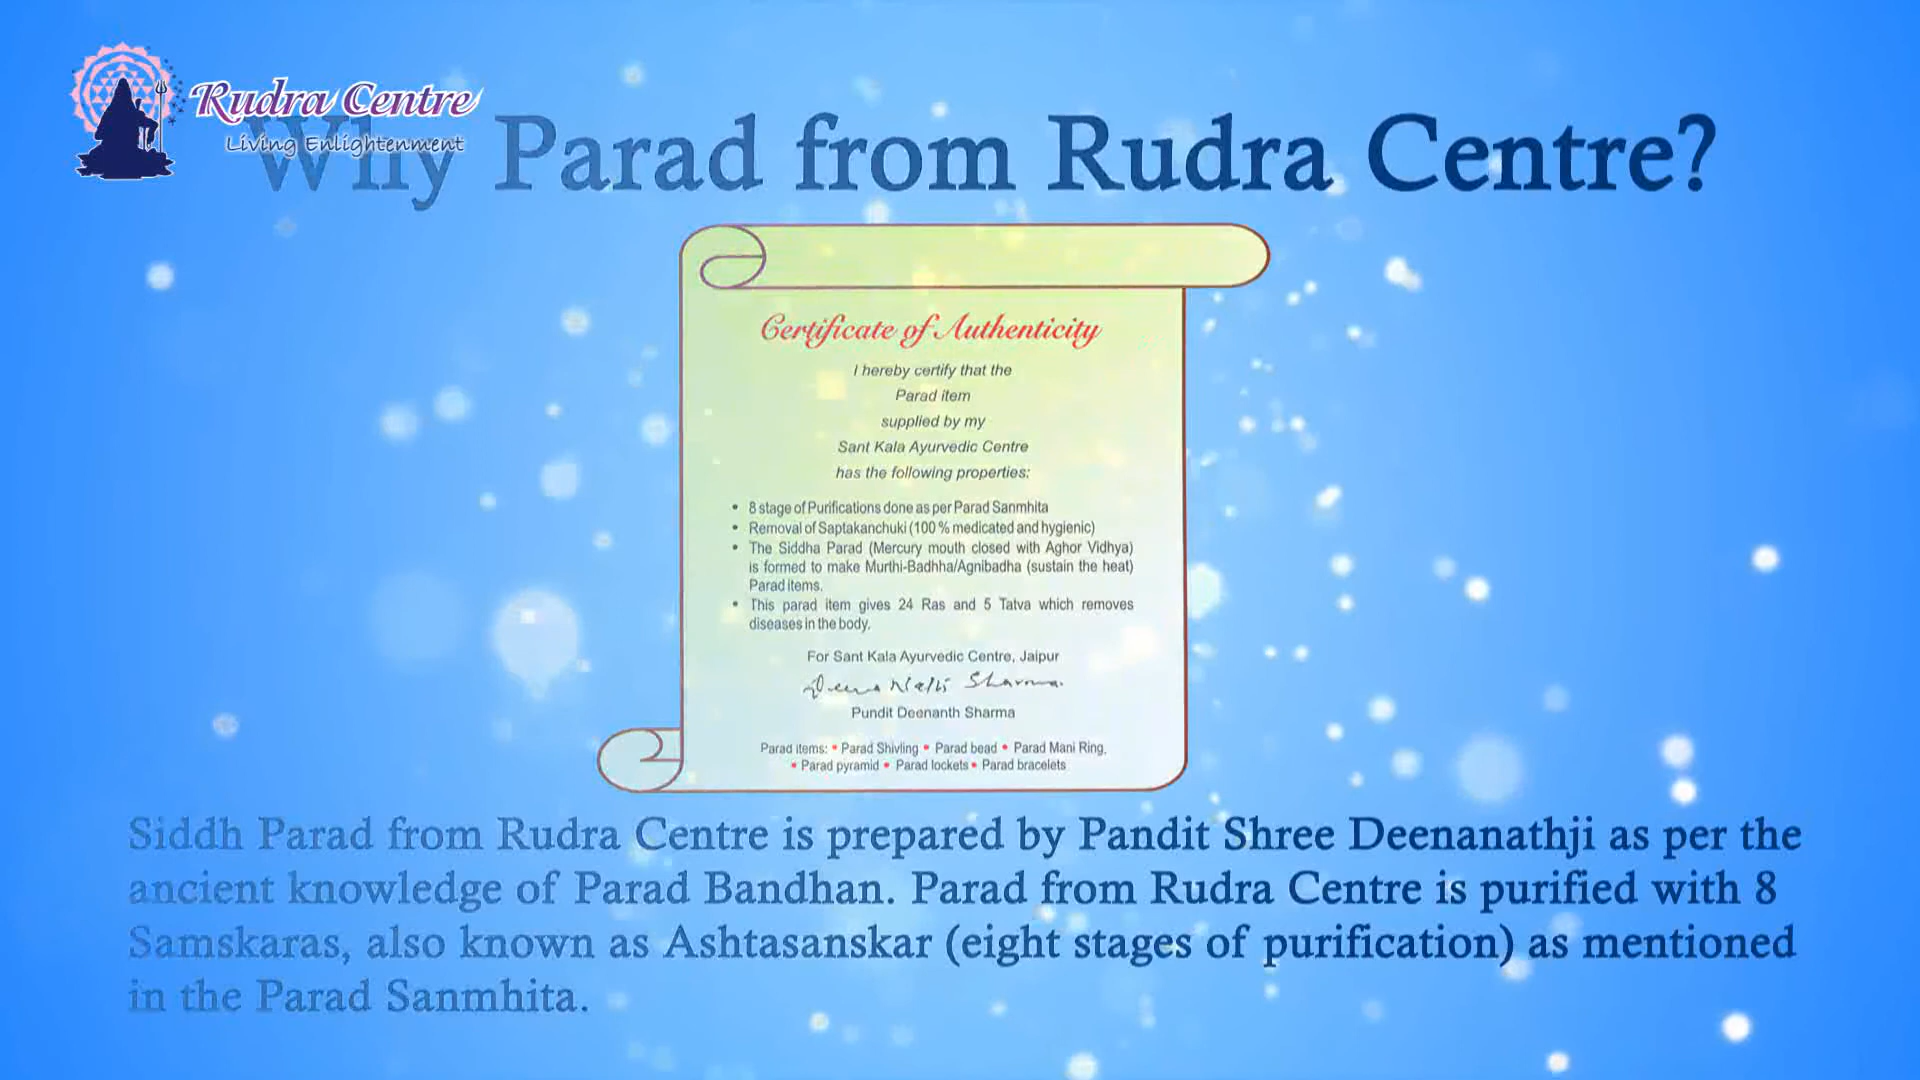 Rudra Centre
Living Enlightenment
Why Parad from Rudra Centre?
Certificate of Authenticity
I hereby certify that the
Parad item
supplied by my
Sant Kala Ayurvedic Centre
has the following properties:
• 8 stage of Purifications done as per Parad Sanmhita
• Removal of Saptakanchuki (100 % medicated and hygienic)
• The Siddha Parad (Mercury mouth closed with Aghor Vidhya)
is formed to make Murthi-Badhha/Agnibadha (sustain the heat)
Parad items.
• This parad item gives 24 Ras and 5 Tatva which removes
diseases in the body.
For Sant Kala Ayurvedic Centre, Jaipur
Deena Nath Sharma.
Pundit Deenanth Sharma
Parad items: • Parad Shivling • Parad bead • Parad Mani Ring,
• Parad pyramid • Parad lockets • Parad bracelets
Siddh Parad from Rudra Centre is prepared by Pandit Shree Deenanathji as per the
ancient knowledge of Parad Bandhan. Parad from Rudra Centre is purified with 8
Samskaras, also known as Ashtasanskar (eight stages of purification) as mentioned
in the Parad Sanmhita.